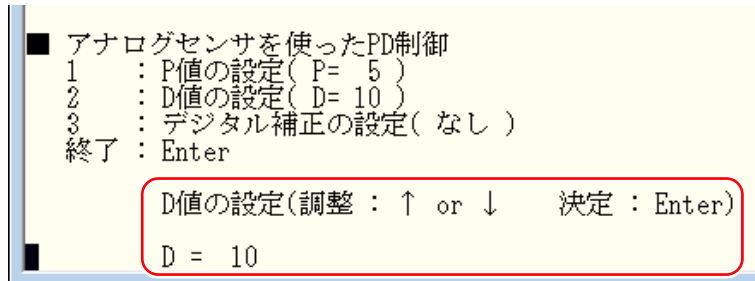 ■ アナログセンサを使ったPD制御
1 : P値の設定( P= 5 )
2 : D値の設定( D= 10 )
3 : デジタル補正の設定( なし )
終了 : Enter
D値の設定(調整 : ↑ or ↓ 決定 : Enter)
D = 10